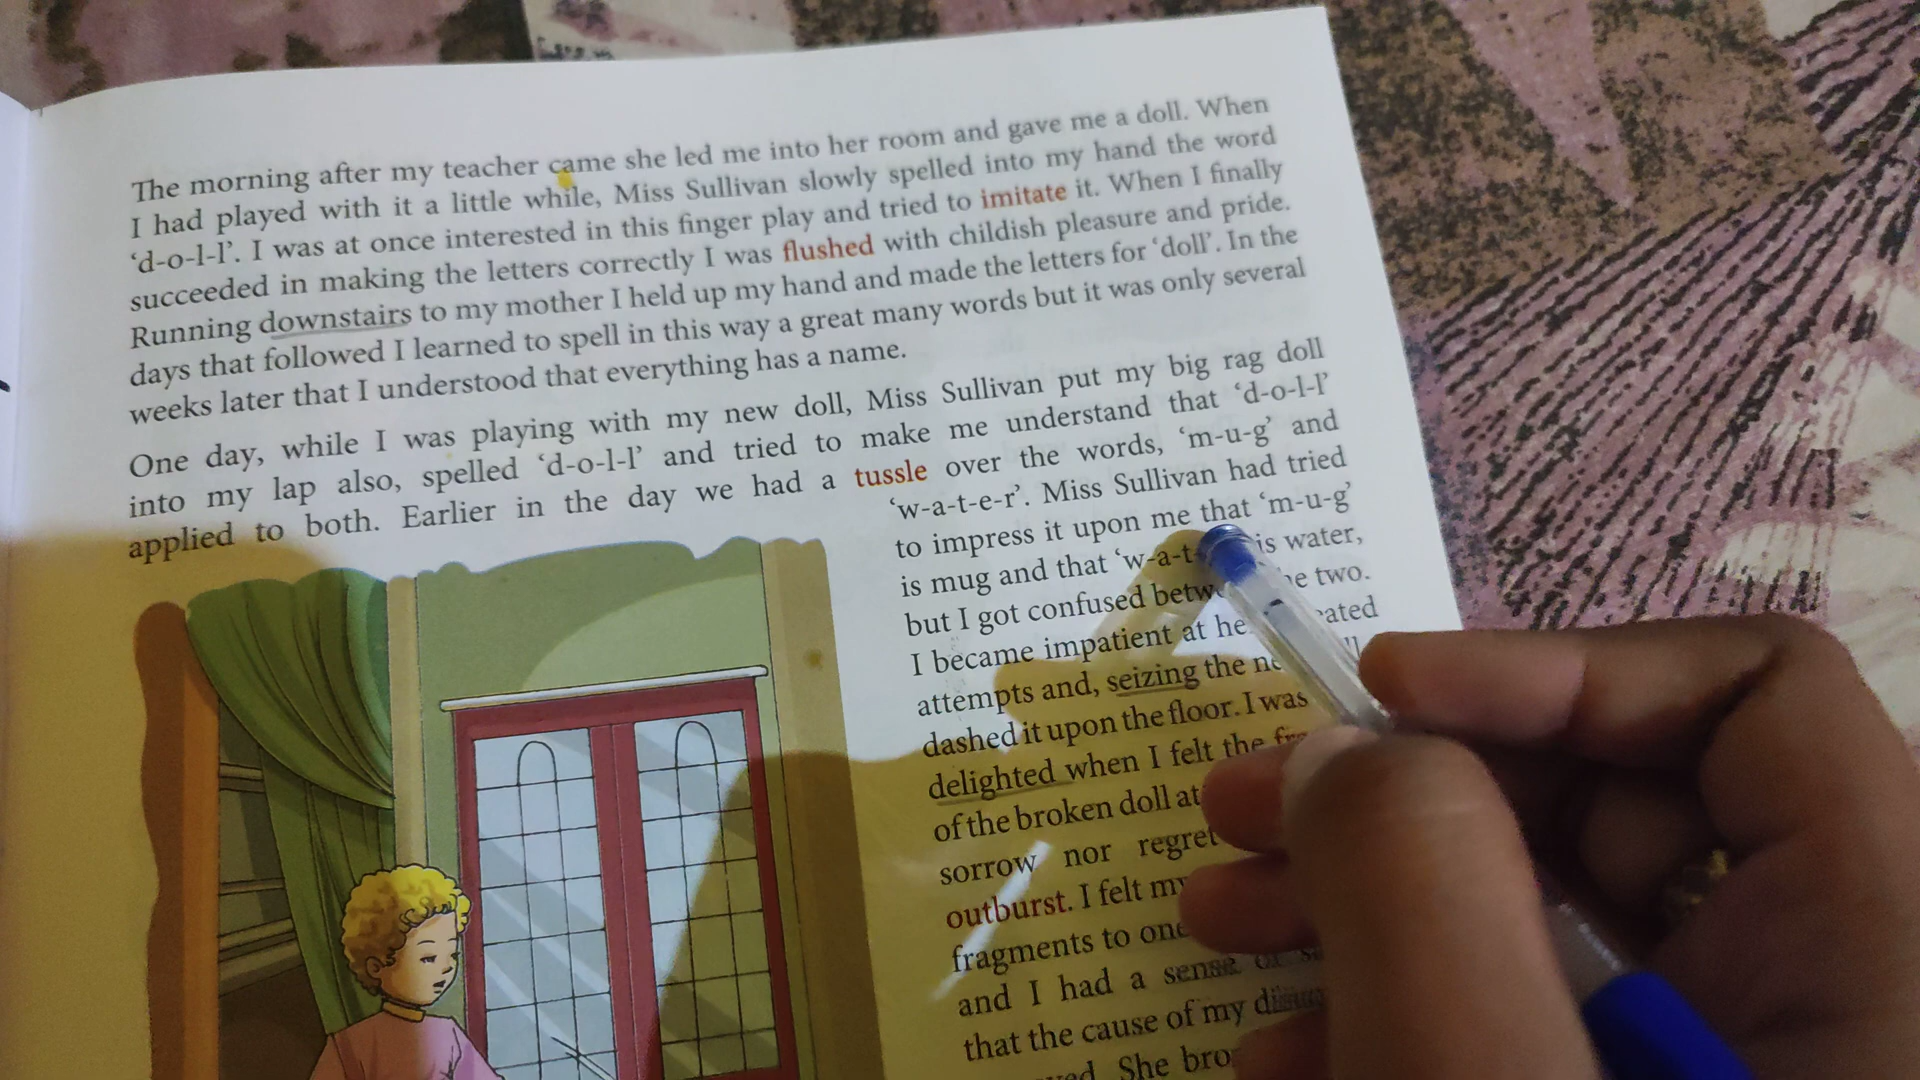 The morning after my teacher came she led me into her room and gave me a doll. When
I had played with it a little while, Miss Sullivan slowly spelled into my hand the word
‘d-o-l-l’. I was at once interested in this finger play and tried to imitate it. When I finally
succeeded in making the letters correctly I was flushed with childish pleasure and pride.
Running downstairs to my mother I held up my hand and made the letters for ‘doll’. In the
days that followed I learned to spell in this way a great many words but it was only several
weeks later that I understood that everything has a name.
One day, while I was playing with my new doll, Miss Sullivan put my big rag doll
into my lap also, spelled ‘d-o-l-l’ and tried to make me understand that ‘d-o-l-l’
applied to both. Earlier in the day we had a tussle over the words, ‘m-u-g’ and
‘w-a-t-e-r’. Miss Sullivan had tried
to impress it upon me that ‘m-u-g’
is mug and that is water,
but I got confused two.
I became impatient at
attempts and, seizing the
dashed it upon the floor. I was
delighted when I felt the
of the broken doll at
sorrow nor regret
outburst. I felt
fragments to
and I had a sense
that the cause of my
She